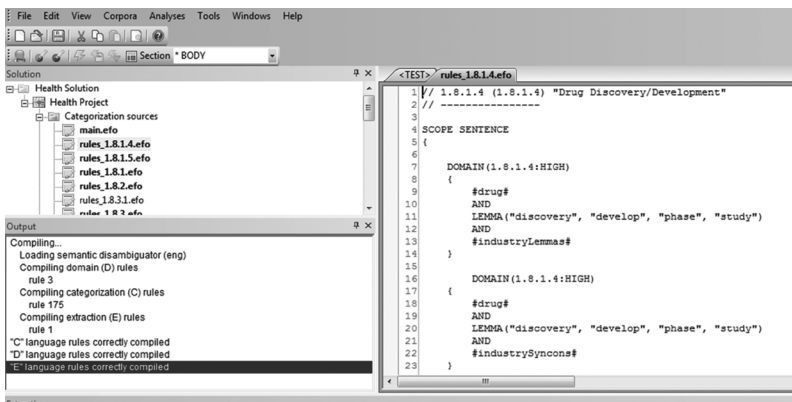 File Edit View Corpora Analyses Tools Windows Help
Section * BODY
Solution
Health Solution
Health Project
Categorization sources
main.efo
rules_1.8.1.4.efo
rules_1.8.1.5.efo
rules_1.8.1.efo
rules_1.8.2.efo
rules_1.8.3.1.efo
rules_1.8.3.efo
Output
Compiling...
Loading semantic disambiguator (eng)
Compiling domain (D) rules
rule 3
Compiling categorization (C) rules
rule 175
Compiling extraction (E) rules
rule 1
"C" language rules correctly compiled
"D" language rules correctly compiled
"E" language rules correctly compiled
<TEST> rules_1.8.1.4.efo
1 // 1.8.1.4 (1.8.1.4) "Drug Discovery/Development"
2 // ----------------
3
4 SCOPE SENTENCE
5 {
6
7 DOMAIN(1.8.1.4:HIGH)
8 {
9 #drug#
10 AND
11 LEMMA("discovery", "develop", "phase", "study")
12 AND
13 #industryLemmas#
14 }
15
16 DOMAIN(1.8.1.4:HIGH)
17 {
18 #drug#
19 AND
20 LEMMA("discovery", "develop", "phase", "study")
21 AND
22 #industrySyncons#
23 }